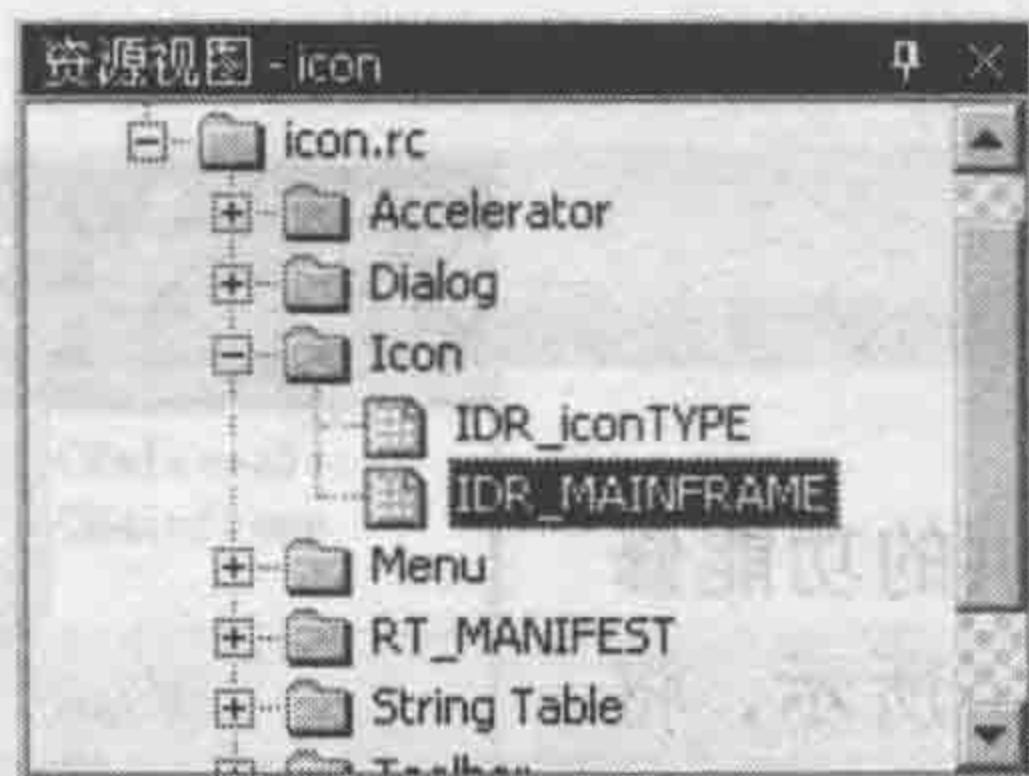 资源视图 - icon
icon.rc
Accelerator
Dialog
Icon
IDR_iconTYPE
IDR_MAINFRAME
Menu
RT_MANIFEST
String Table